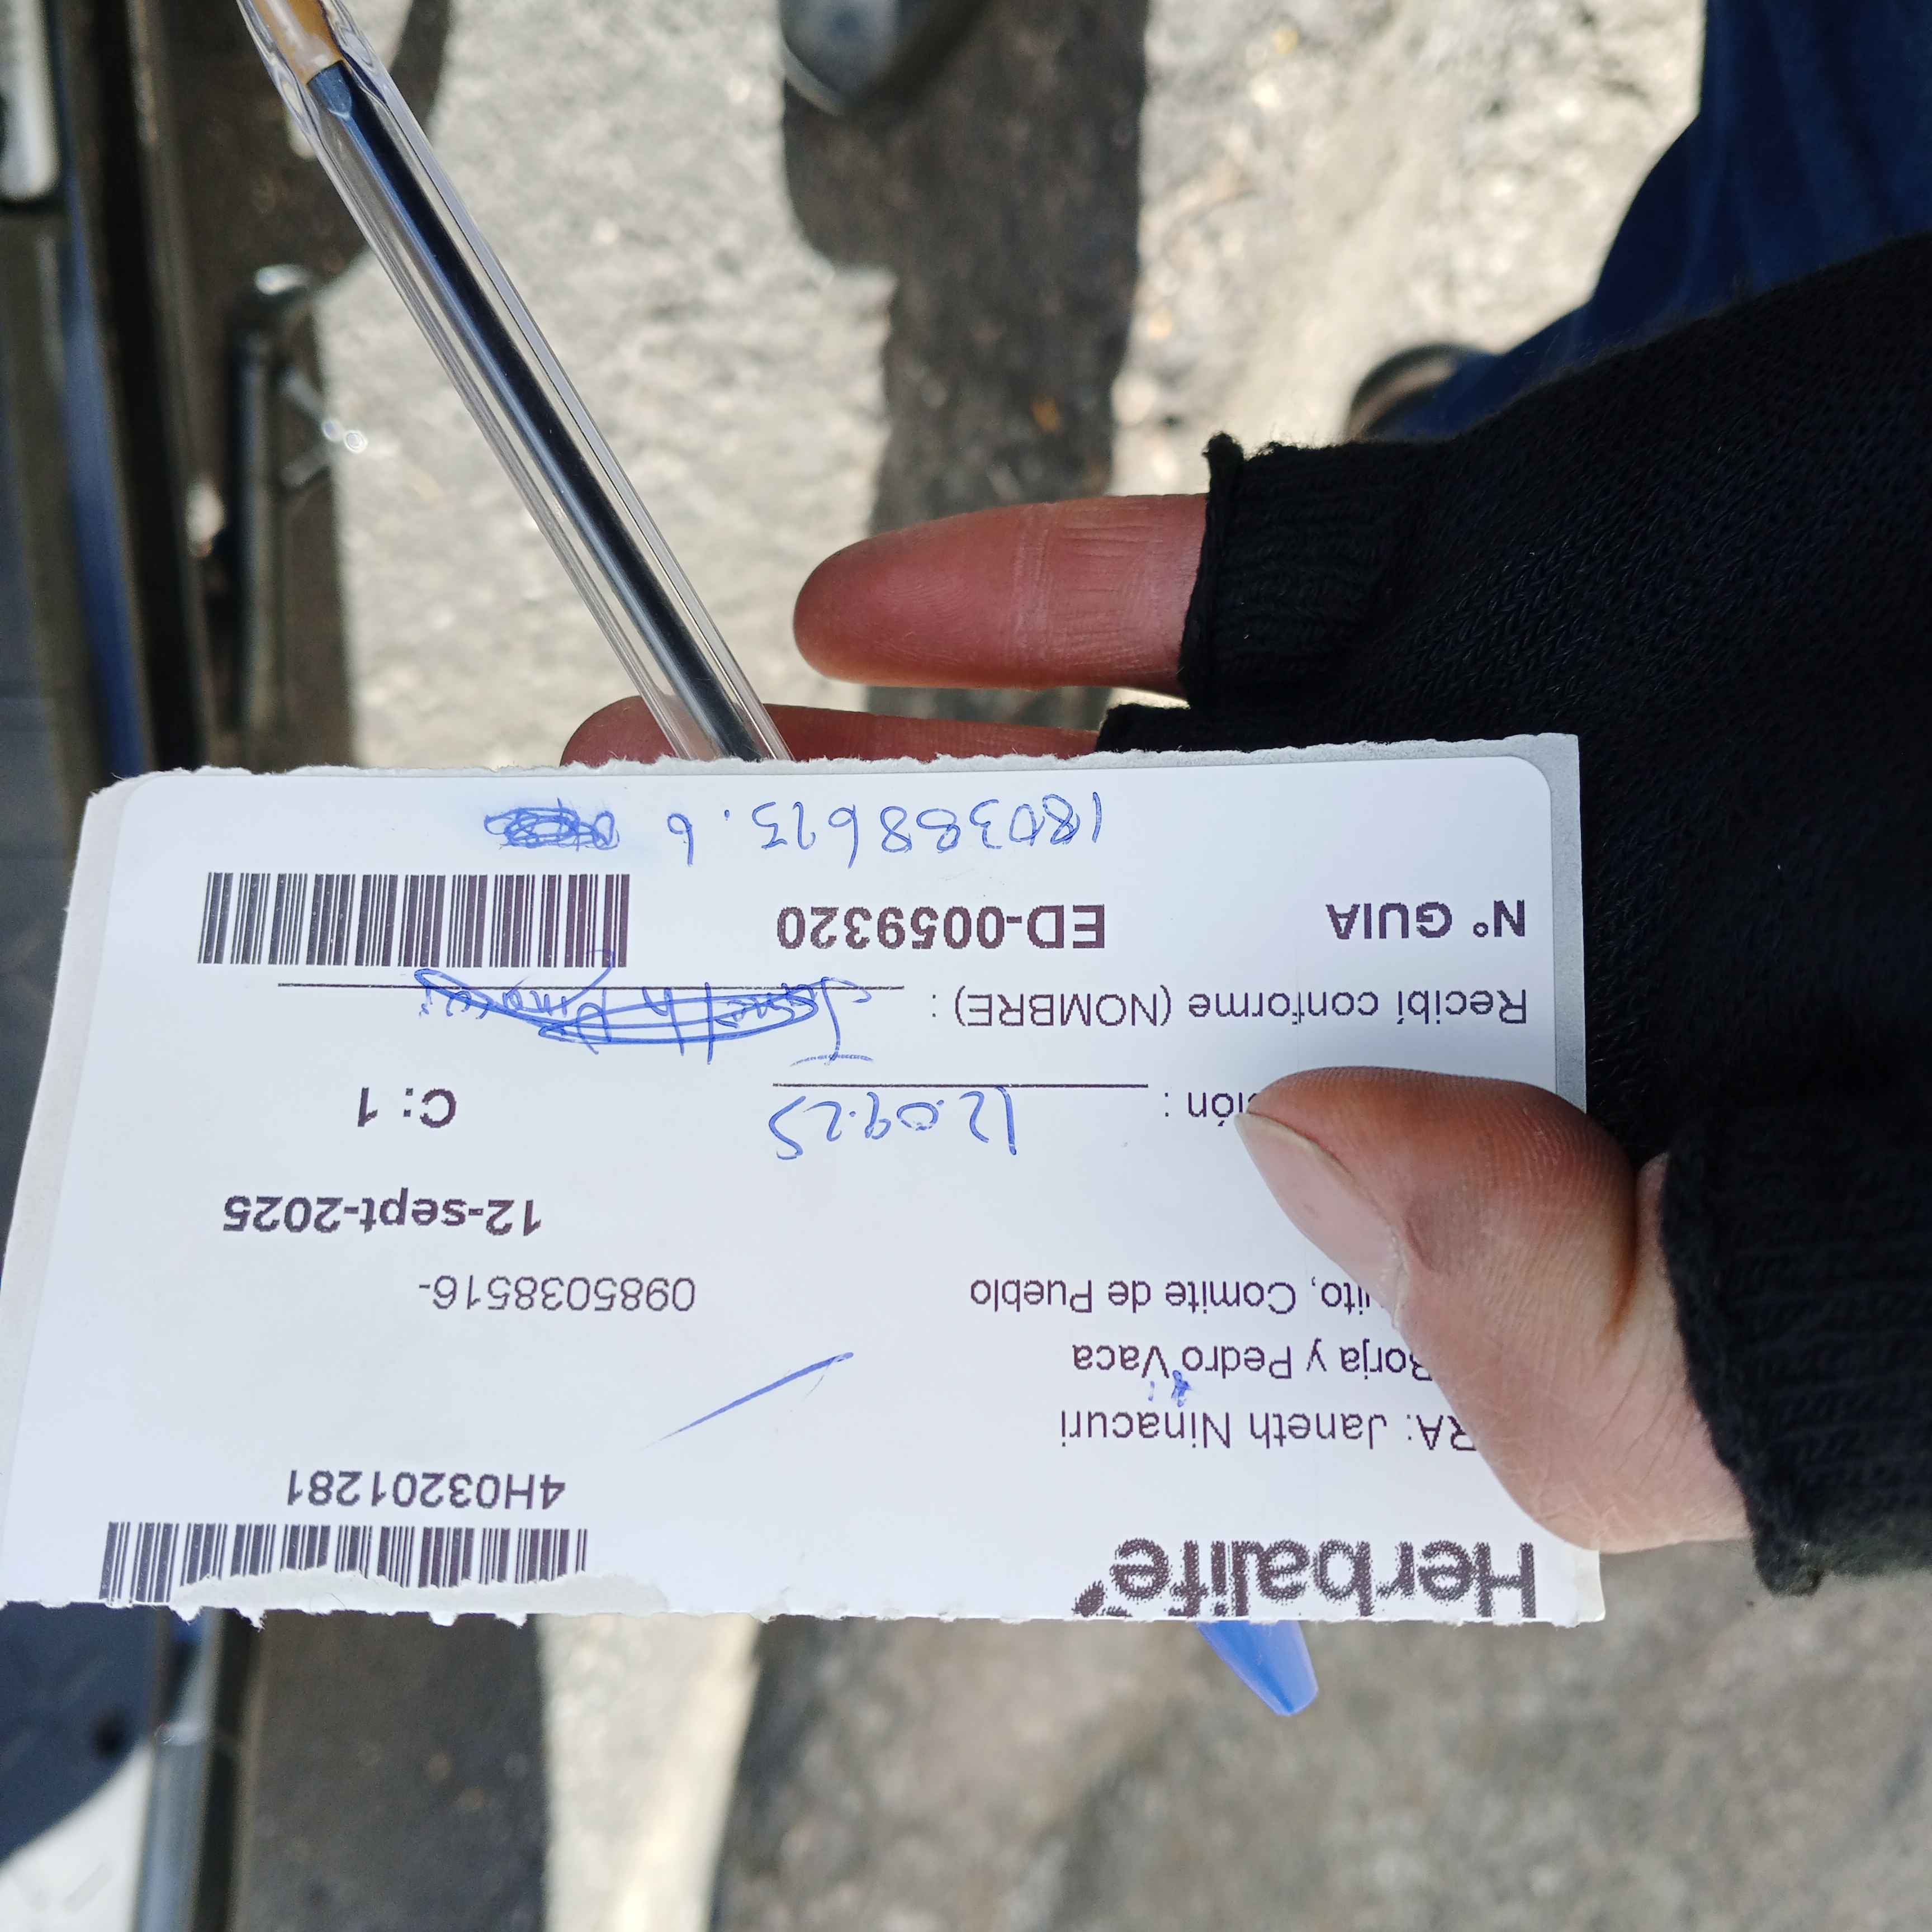 Herbalife
4H03201281
RA: Janeth Ninacuri
Borja y Pedro Vaca
ito, Comite de Pueblo 0985038516-
12-sept-2025
ión : 12.09.25 C: 1
Recibí conforme (NOMBRE) : Janeth
N° GUIA ED-0059320